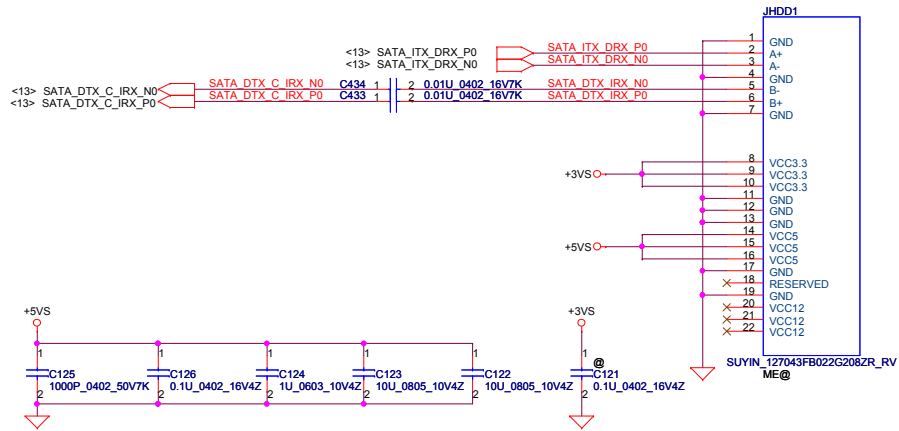 JHDD1
1 GND
<13> SATA_ITX_DRX_P0 SATA_ITX_DRX_P0 2 A+
<13> SATA_ITX_DRX_N0 SATA_ITX_DRX_N0 3 A-
4 GND
<13> SATA_DTX_C_IRX_N0 SATA_DTX_C_IRX_N0 C434 1 2 0.01U_0402_16V7K SATA_DTX_IRX_N0 5 B-
<13> SATA_DTX_C_IRX_P0 SATA_DTX_C_IRX_P0 C433 1 2 0.01U_0402_16V7K SATA_DTX_IRX_P0 6 B+
7 GND
8 VCC3.3
+3VS 9 VCC3.3
10 VCC3.3
11 GND
12 GND
13 GND
14 VCC5
+5VS 15 VCC5
16 VCC5
17 GND
18 RESERVED
19 GND
20 VCC12
21 VCC12
22 VCC12
SUYIN_127043FB022G208ZR_RV
ME@
+5VS +3VS
1 1 1 1 1 1 @
C125 C126 C124 C123 C122 C121
1000P_0402_50V7K 0.1U_0402_16V4Z 1U_0603_10V4Z 10U_0805_10V4Z 10U_0805_10V4Z 0.1U_0402_16V4Z
2 2 2 2 2 2